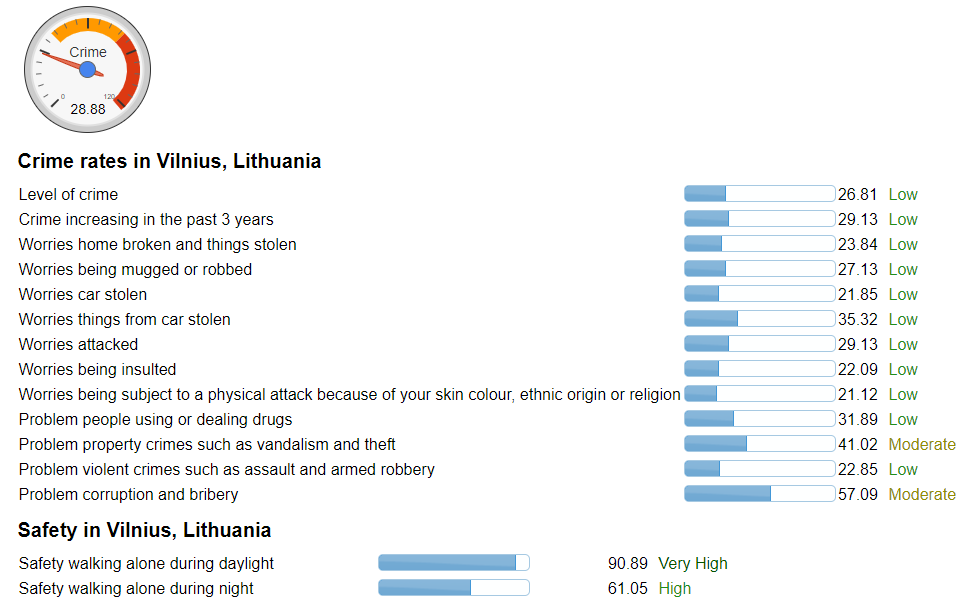 Crime
0 120
28.88
Crime rates in Vilnius, Lithuania
Level of crime 26.81 Low
Crime increasing in the past 3 years 29.13 Low
Worries home broken and things stolen 23.84 Low
Worries being mugged or robbed 27.13 Low
Worries car stolen 21.85 Low
Worries things from car stolen 35.32 Low
Worries attacked 29.13 Low
Worries being insulted 22.09 Low
Worries being subject to a physical attack because of your skin colour, ethnic origin or religion 21.12 Low
Problem people using or dealing drugs 31.89 Low
Problem property crimes such as vandalism and theft 41.02 Moderate
Problem violent crimes such as assault and armed robbery 22.85 Low
Problem corruption and bribery 57.09 Moderate
Safety in Vilnius, Lithuania
Safety walking alone during daylight 90.89 Very High
Safety walking alone during night 61.05 High